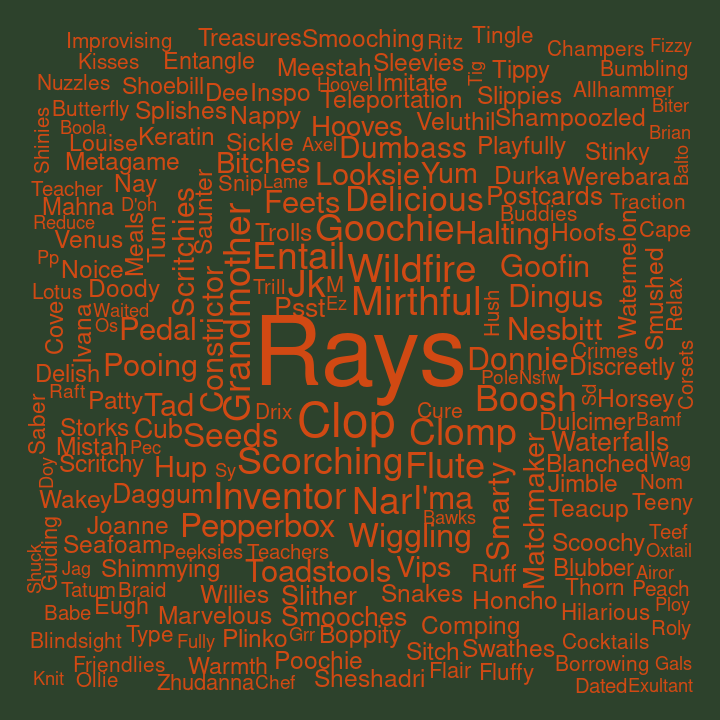 Improvising
Treasures
Smooching
Ritz
Tingle
Champers
Fizzy
Kisses
Entangle
Meestah
Sleevies
Tig
Tippy
Bumbling
Nuzzles
Shoebill
Dee
Inspo
Hooyel
Imitate
Slippies
Allhammer
Butterfly
Splishes
Nappy
Teleportation
Biter
Shinies
Boola
Louise
Keratin
Sickle
Axel
Hooves
Veluthil
Shampoozled
Brian
Metagame
Bitches
Dumbass
Playfully
Stinky
Balto
Teacher
Nay
Snip
Lame
Looksie
Yum
Durka
Werebara
Mahna
D'oh
Scritchies
Saunter
Feets
Delicious
Postcards
Traction
Reduce
Meals
Tum
Grandmother
Trolls
Goochie
Halting
Buddies
Hoofs
Watermelon
Cape
Venus
Entail
Pp
Noice
Constrictor
Trill
Jk
M
Wildfire
Goofin
Smushed
Relax
Lotus
Doody
Psst
Ez
Mirthful
Hush
Dingus
Waited
Cove
Ivana
Os
Pedal
Rays
Nesbitt
Crimes
Corsets
Delish
Pooing
Donnie
Discreetly
Raft
Patty
Tad
Pole
Nsfw
Boosh
Sd
Horsey
Saber
Storks
Cub
Seeds
Drix
Clop
Cure
Clomp
Dulcimer
Bamf
Mistah
Pec
Waterfalls
Doy
Scritchy
Hup
Sy
Scorching
Flute
Smarty
Matchmaker
Blanched
Wag
Wakey
Daggum
Inventor
Nar
I'ma
Jimble
Nom
Guiding
Joanne
Pepperbox
Rawks
Teacup
Teeny
Seafoam
Peeksies
Teachers
Wiggling
Scoochy
Teef
Oxtail
Shuck
Jag
Shimmying
Toadstools
Vips
Ruff
Blubber
Airor
Tatum
Braid
Willies
Slither
Snakes
Honcho
Thorn
Peach
Babe
Eugh
Marvelous
Smooches
Comping
Hilarious
Ploy
Blindsight
Type
Fully
Plinko
Grr
Boppity
Sitch
Swathes
Cocktails
Roly
Friendlies
Warmth
Poochie
Flair
Fluffy
Borrowing
Gals
Knit
Ollie
Zhudanna
Chef
Sheshadri
Dated
Exultant